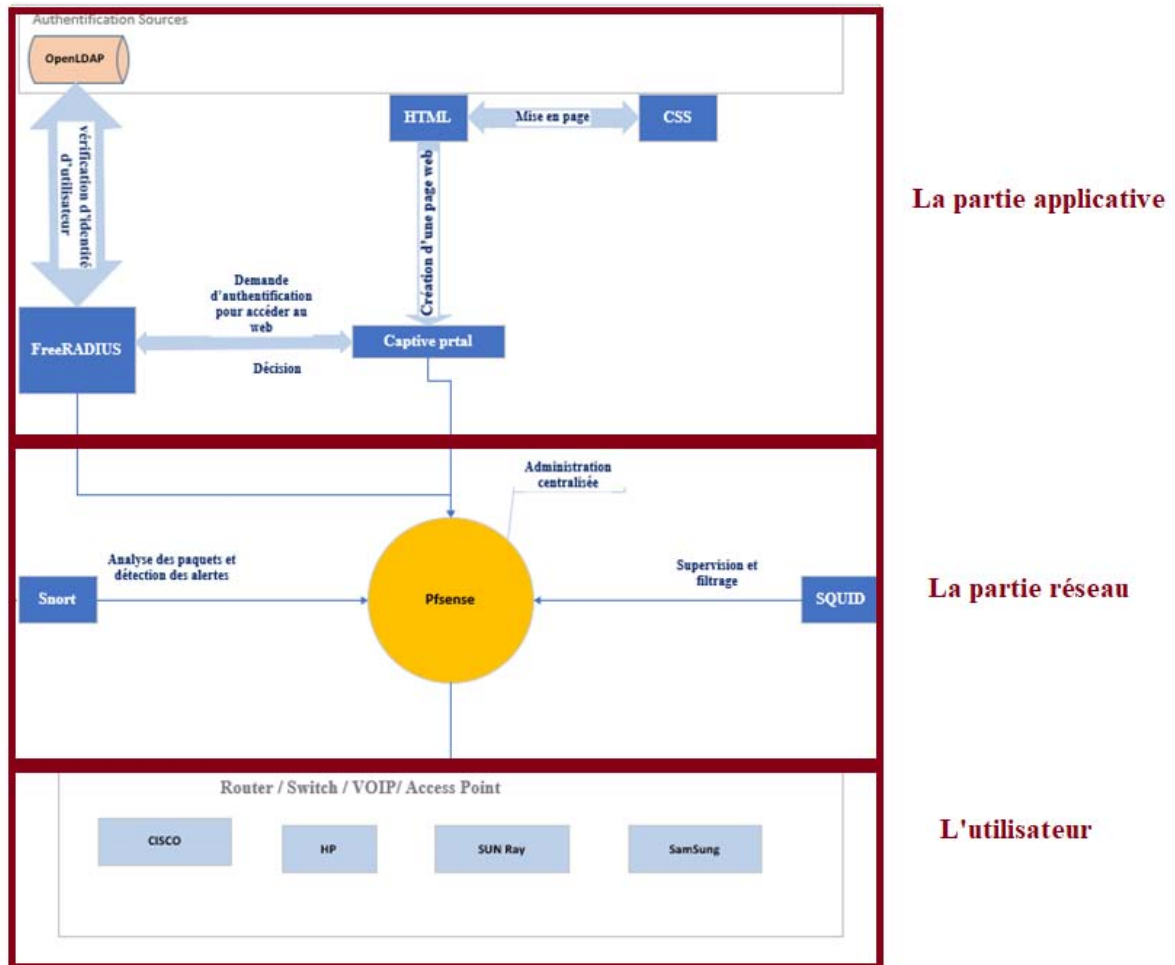 Authentification Sources
OpenLDAP
vérification d'identité
d'utilisateur
HTML
Mise en page
CSS
Création d'une page web
La partie applicative
Demande
d'authentification
pour accéder au
web
FreeRADIUS
Captive prtal
Décision
Administration
centralisée
Analyse des paquets et
détection des alertes
Supervision et
filtrage
Snort
Pfsense
SQUID
La partie réseau
Router / Switch / VOIP/ Access Point
CISCO
HP
SUN Ray
SamSung
L'utilisateur